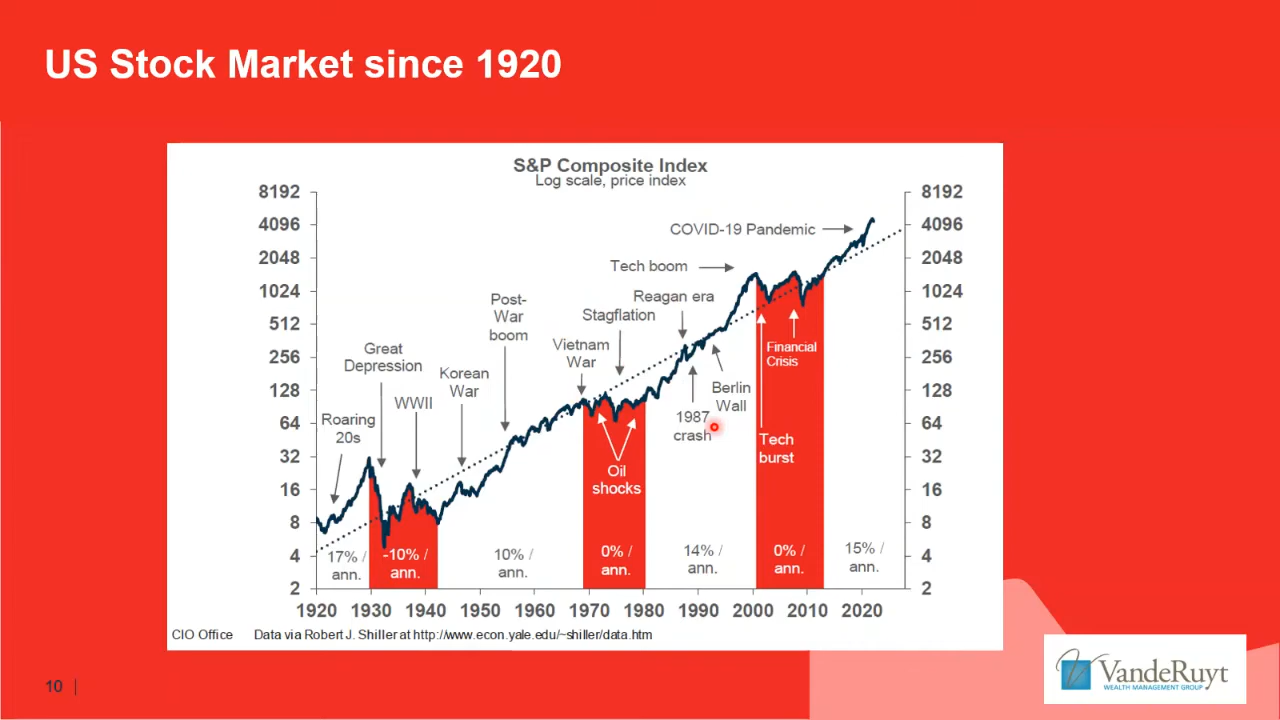 US Stock Market since 1920
S&P Composite Index
Log scale, price index
8192
4096
2048
1024
512
256
128
64
32
16
8
4
2
8192
4096
2048
1024
512
256
128
64
32
16
8
4
2
1920 1930 1940 1950 1960 1970 1980 1990 2000 2010 2020
Roaring
20s
Great
Depression
WWII
Korean
War
Post-
War
boom
Vietnam
War
Stagflation
Reagan era
Tech boom
COVID-19 Pandemic
Oil
shocks
1987
crash
Berlin
Wall
Tech
burst
Financial
Crisis
17% /
ann.
-10% /
ann.
10% /
ann.
0% /
ann.
14% /
ann.
0% /
ann.
15% /
ann.
CIO Office Data via Robert J. Shiller at http://www.econ.yale.edu/~shiller/data.htm
10 |
VandeRuyt
WEALTH MANAGEMENT GROUP